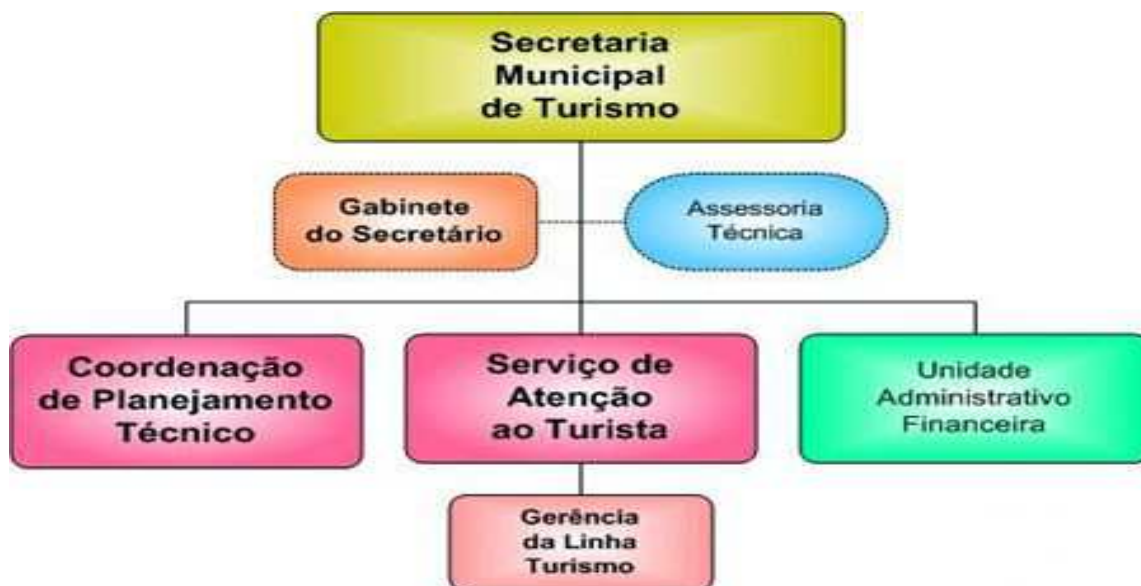 Secretaria
Municipal
de Turismo
Gabinete
do Secretário
Assessoria
Técnica
Coordenação
de Planejamento
Técnico
Serviço de
Atenção
ao Turista
Unidade
Administrativo
Financeira
Gerência
da Linha
Turismo